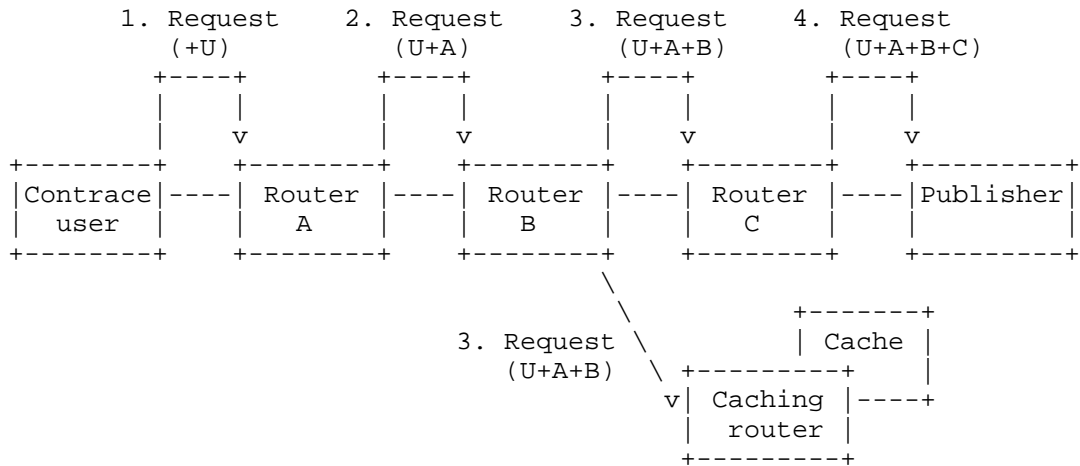 1. Request 2. Request 3. Request 4. Request
(+U) (U+A) (U+A+B) (U+A+B+C)
v v v v
Contrace Router Router Router Publisher
user A B C
Cache
3. Request
(U+A+B)
v Caching
router